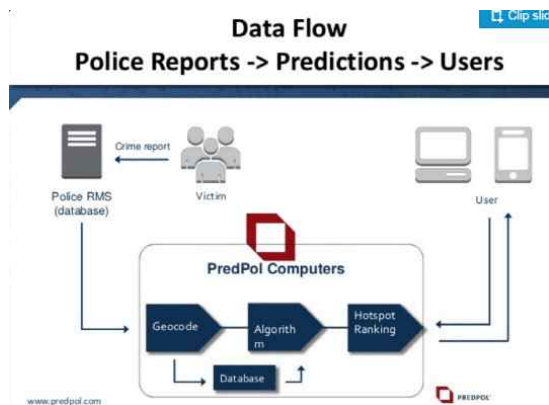 Clip slid
Data Flow
Police Reports -> Predictions -> Users
Crime report
Police RMS
(database)
Victim
User
PredPol Computers
Geocode
Algorith
m
Hotspot
Ranking
Database
www.predpol.com
PREDPOL